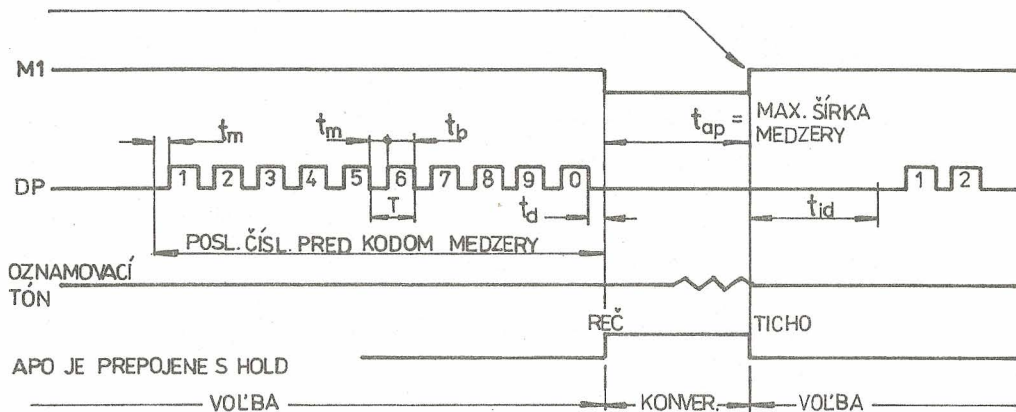 M1
t_ap = MAX. ŠÍRKA
MEDZERY
t_m t_m t_b
DP 1 2 3 4 5 6 7 8 9 0 1 2
T t_d t_id
POSL. ČÍSL. PRED KODOM MEDZERY
OZNAMOVACÍ
TÓN
REČ TICHO
APO JE PREPOJENE S HOLD
VOĽBA KONVER. VOĽBA